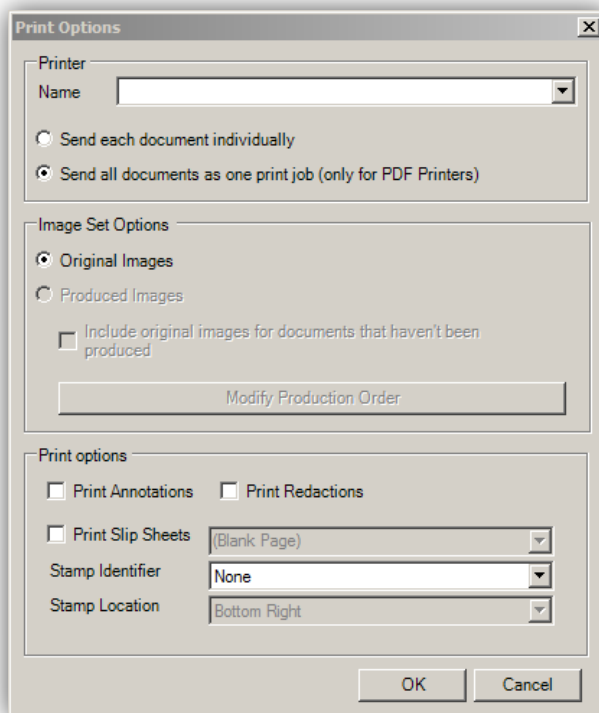 Print Options
Printer
Name
Send each document individually
Send all documents as one print job (only for PDF Printers)
Image Set Options
Original Images
Produced Images
Include original images for documents that haven't been
produced
Modify Production Order
Print options
Print Annotations Print Redactions
Print Slip Sheets (Blank Page)
Stamp Identifier None
Stamp Location Bottom Right
OK Cancel